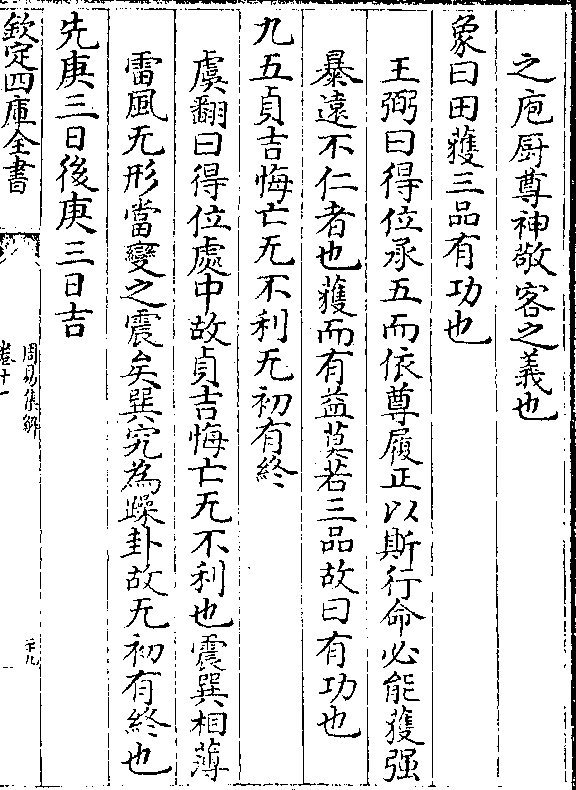 之庖厨尊神敬客之義也
象曰田獲三品有功也
王弼曰得位承五而依尊履正以斯行命必能獲强
暴遠不仁者也獲而有益莫若三品故曰有功也
九五貞吉悔亡无不利无初有終
虞翻曰得位處中故貞吉悔亡无不利也震巽相薄
雷風无形當變之震矣巽究為躁卦故无初有終也
先庚三日後庚三日吉
欽定四庫全書
周易集解
卷十一